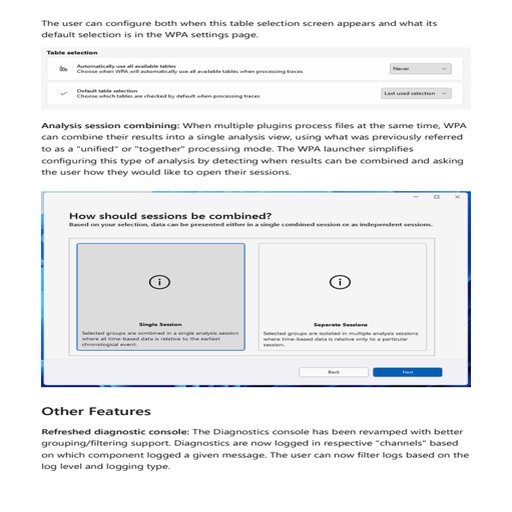 The user can configure both when this table selection screen appears and what its
default selection is in the WPA settings page.
Table selection
Automatically use all available tables
Choose when WPA will automatically use all available tables when processing traces
Never
Default table selection
Choose which tables are checked by default when processing traces
Last used selection
Analysis session combining: When multiple plugins process files at the same time, WPA
can combine their results into a single analysis view, using what was previously referred
to as a "unified" or "together" processing mode. The WPA launcher simplifies
configuring this type of analysis by detecting when results can be combined and asking
the user how they would like to open their sessions.
How should sessions be combined?
Based on your selection, data can be presented either in a single combined session or as independent sessions.
Single Session
Selected groups are combined in a single analysis session
where all time-based data is relative to the earliest
chronological event.
Separate Sessions
Selected groups are isolated in multiple analysis sessions
where time-based data is relative only to a particular
session.
Back
Next
Other Features
Refreshed diagnostic console: The Diagnostics console has been revamped with better
grouping/filtering support. Diagnostics are now logged in respective "channels" based
on which component logged a given message. The user can now filter logs based on the
log level and logging type.